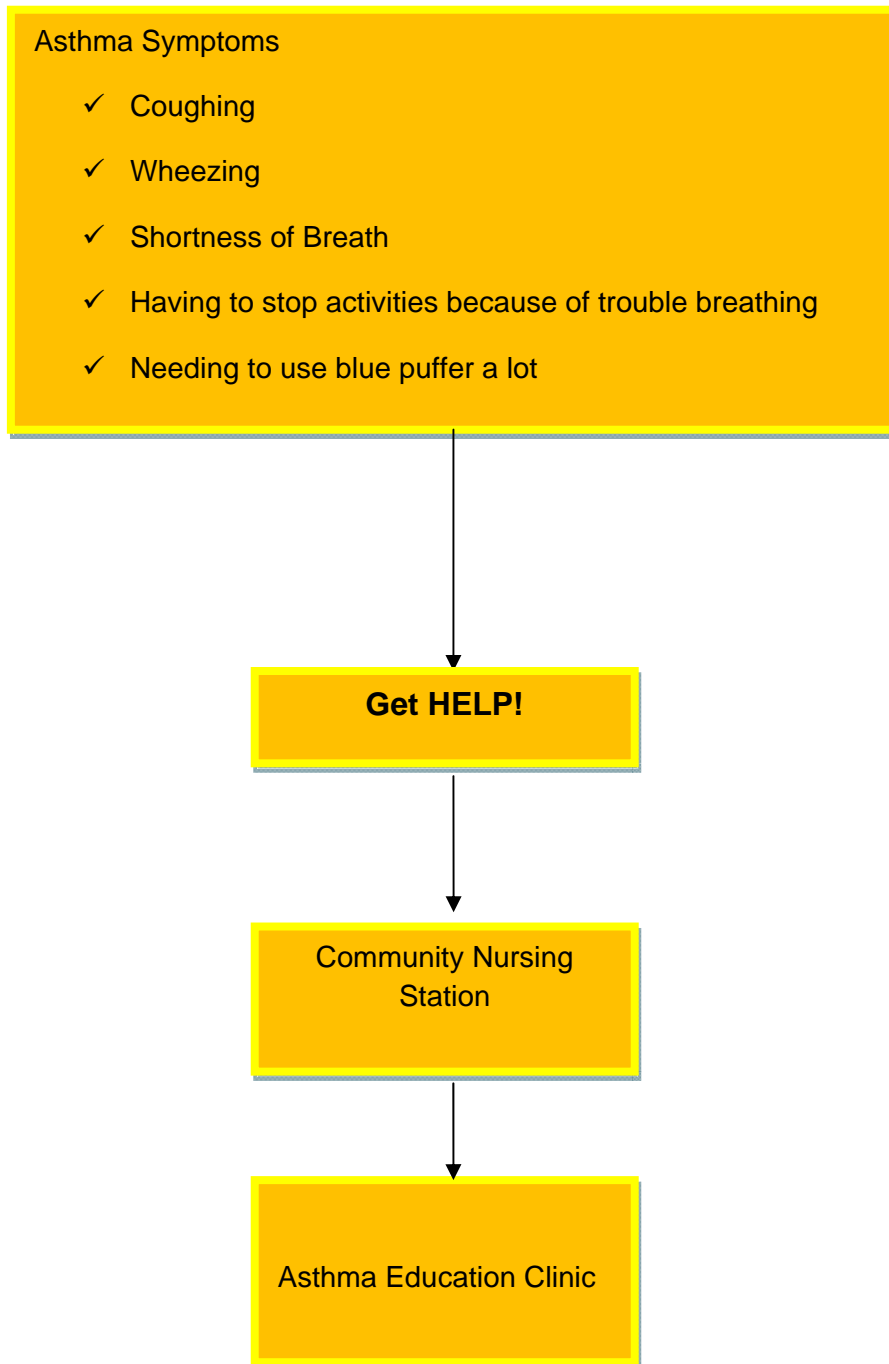 Asthma Symptoms
✓ Coughing
✓ Wheezing
✓ Shortness of Breath
✓ Having to stop activities because of trouble breathing
✓ Needing to use blue puffer a lot
Get HELP!
Community Nursing
Station
Asthma Education Clinic